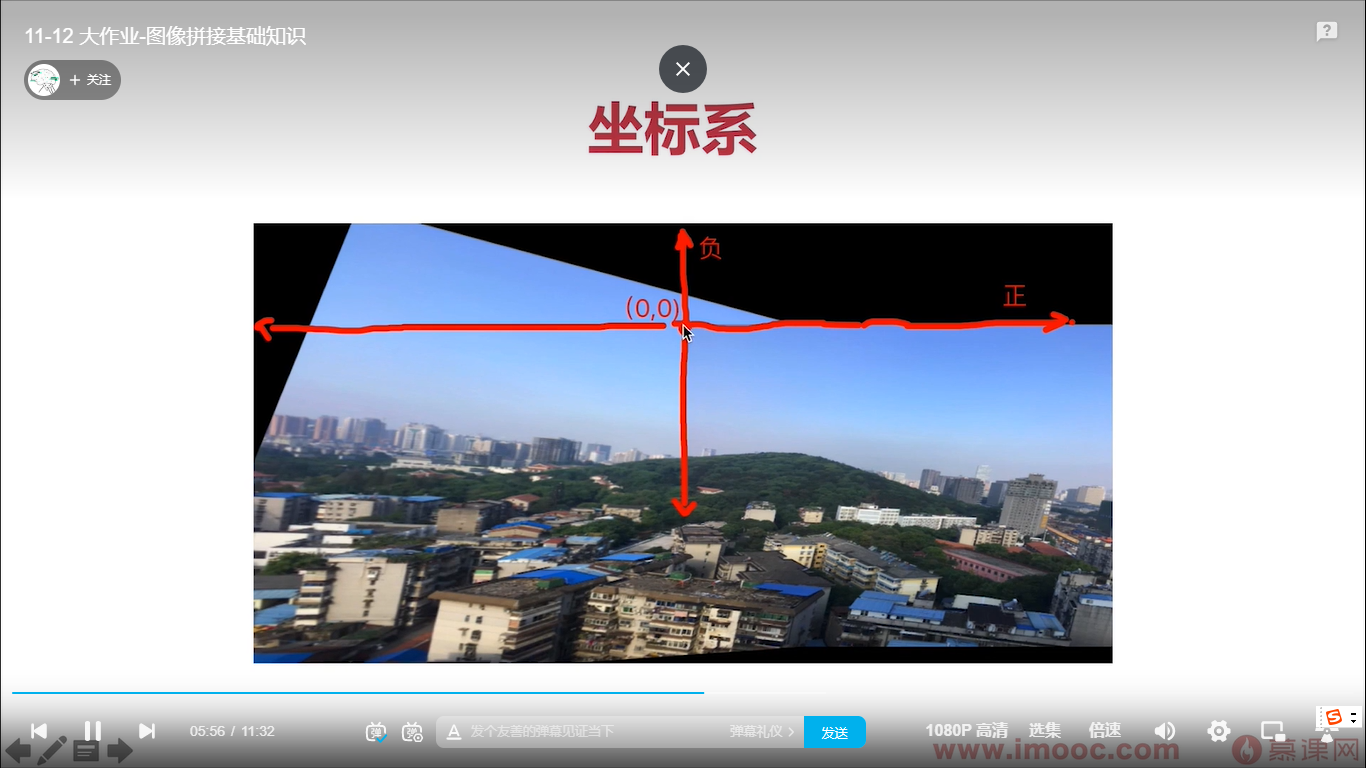 11-12 大作业-图像拼接基础知识
+ 关注
坐标系
负
(0,0)
正
05:56 / 11:32
发个友善的弹幕见证当下
弹幕礼仪 >
发送
1080P 高清
选集
倍速
www.imooc.com
慕课网